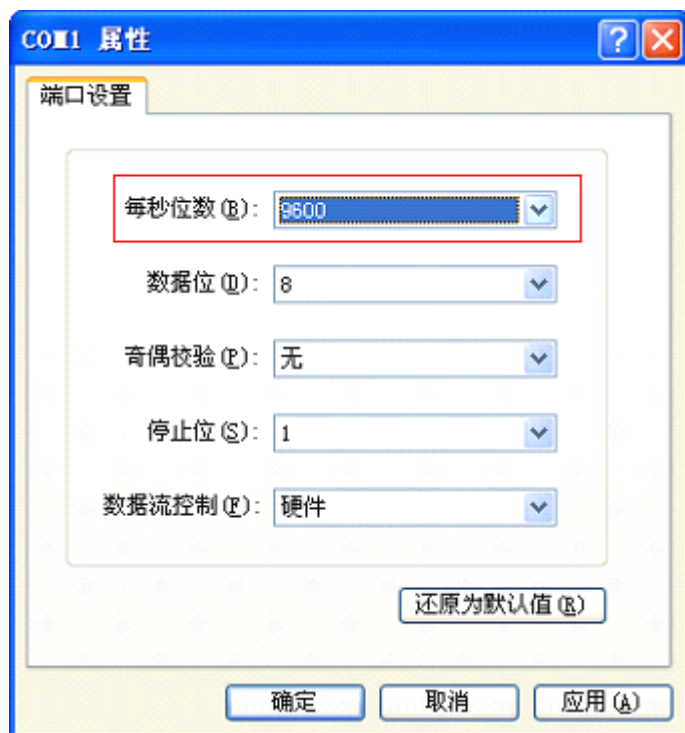 COM1 属性
端口设置
每秒位数(B): 9600
数据位(D): 8
奇偶校验(P): 无
停止位(S): 1
数据流控制(F): 硬件
还原为默认值(R)
确定 取消 应用(A)